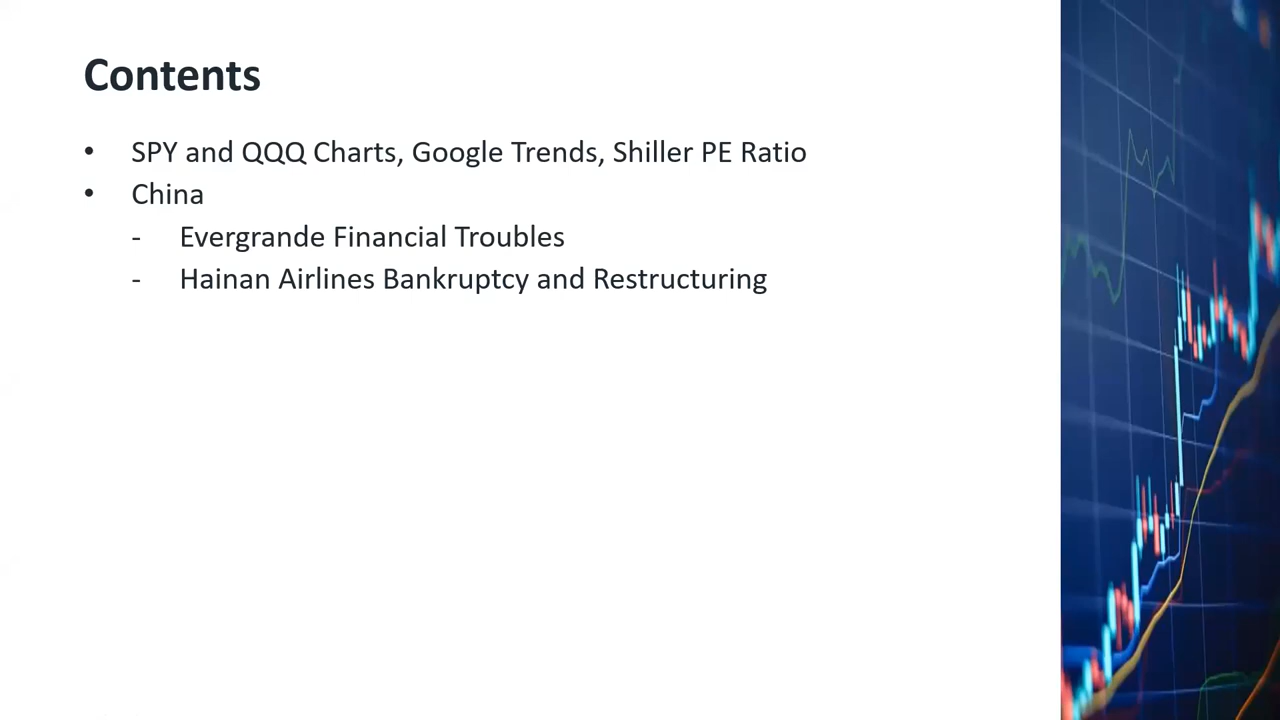 Contents
• SPY and QQQ Charts, Google Trends, Shiller PE Ratio
• China
- Evergrande Financial Troubles
- Hainan Airlines Bankruptcy and Restructuring